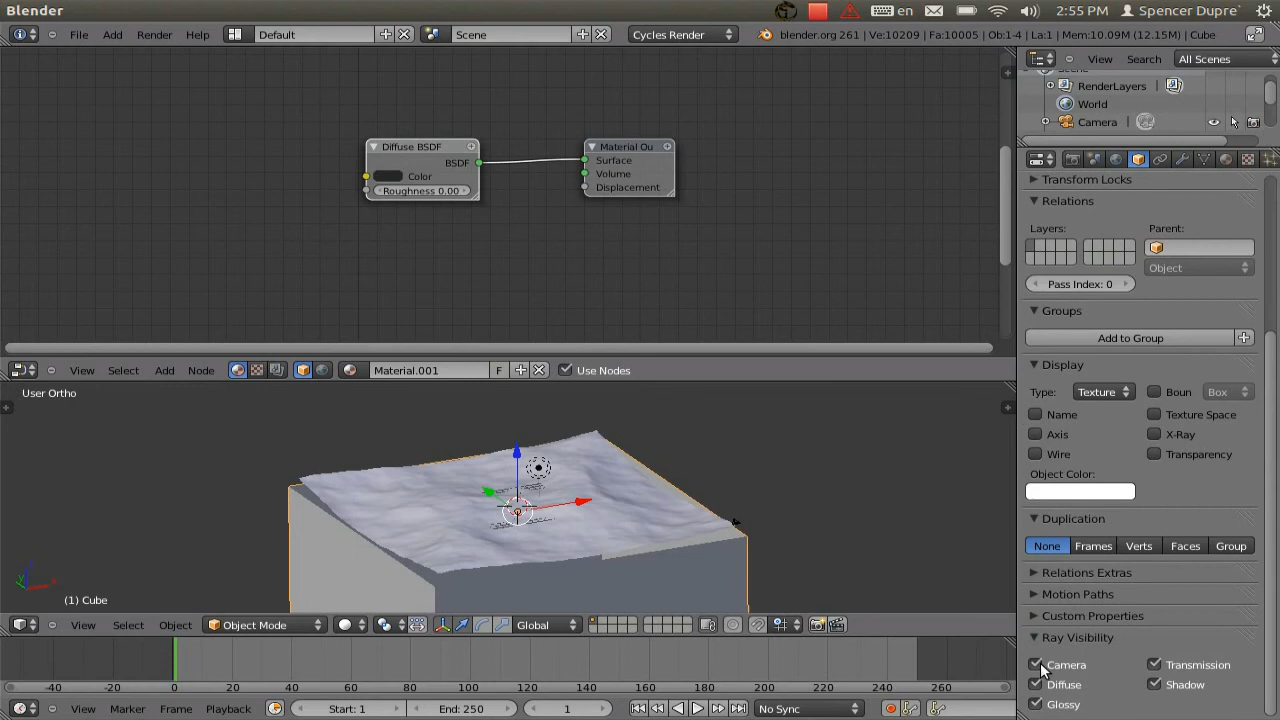 Blender
en
2:55 PM
Spencer Dupre`
File Add Render Help
Default
Scene
Cycles Render
blender.org 261 | Ve:10209 | Fa:10005 | Ob:1-4 | La:1 | Mem:10.09M (12.15M) | Cube
View Search All Scenes
RenderLayers
World
Camera
Diffuse BSDF
BSDF
Color
Roughness 0.00
Material Ou
Surface
Volume
Displacement
View Select Add Node
Material.001
F
Use Nodes
Transform Locks
Relations
Layers:
Parent:
Object
Pass Index: 0
Groups
Add to Group
Display
Type: Texture
Boun Box
Name
Texture Space
Axis
X-Ray
Wire
Transparency
Object Color:
Duplication
None Frames Verts Faces Group
Relations Extras
Motion Paths
Custom Properties
Ray Visibility
Camera
Transmission
Diffuse
Shadow
Glossy
User Ortho
(1) Cube
View Select Object
Object Mode
Global
-40 -20 0 20 40 60 80 100 120 140 160 180 200 220 240 260
View Marker Frame Playback
Start: 1
End: 250
1
No Sync